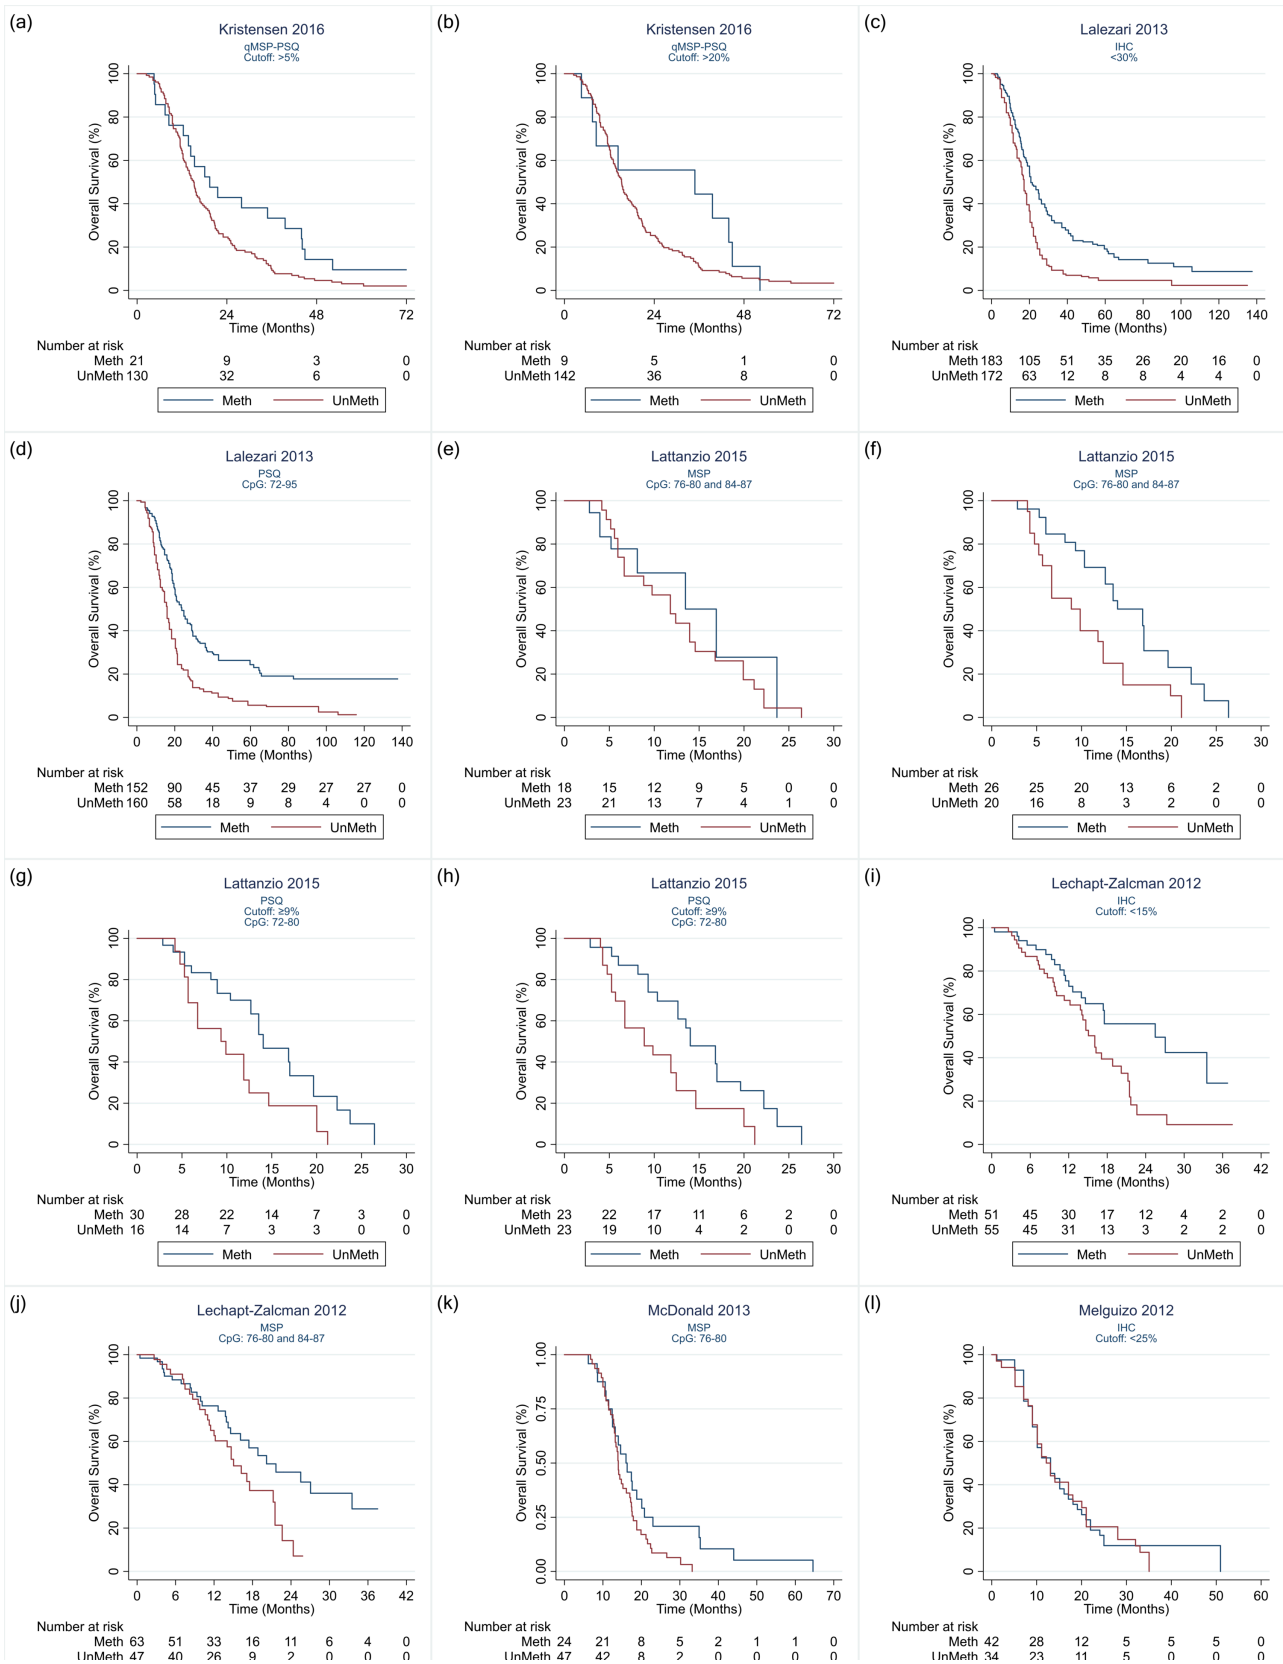 (a)
Kristensen 2016
qMSP-PSQ
Cutoff: >5%
Overall Survival (%)
100
80
60
40
20
0
0 24 48 72
Time (Months)
Number at risk
Meth 21 9 3 0
UnMeth 130 32 6 0
Meth UnMeth
(b)
Kristensen 2016
qMSP-PSQ
Cutoff: >20%
Overall Survival (%)
100
80
60
40
20
0
0 24 48 72
Time (Months)
Number at risk
Meth 9 5 1 0
UnMeth 142 36 8 0
Meth UnMeth
(c)
Lalezari 2013
IHC
<30%
Overall Survival (%)
100
80
60
40
20
0
0 20 40 60 80 100 120 140
Time (Months)
Number at risk
Meth 183 105 51 35 26 20 16 0
UnMeth 172 63 12 8 8 4 4 0
Meth UnMeth
(d)
Lalezari 2013
PSQ
CpG: 72-95
Overall Survival (%)
100
80
60
40
20
0
0 20 40 60 80 100 120 140
Time (Months)
Number at risk
Meth 152 90 45 37 29 27 27 0
UnMeth 160 58 18 9 8 4 0 0
Meth UnMeth
(e)
Lattanzio 2015
MSP
CpG: 76-80 and 84-87
Overall Survival (%)
100
80
60
40
20
0
0 5 10 15 20 25 30
Time (Months)
Number at risk
Meth 18 15 12 9 5 0 0
UnMeth 23 21 13 7 4 1 0
Meth UnMeth
(f)
Lattanzio 2015
MSP
CpG: 76-80 and 84-87
Overall Survival (%)
100
80
60
40
20
0
0 5 10 15 20 25 30
Time (Months)
Number at risk
Meth 26 25 20 13 6 2 0
UnMeth 20 16 8 3 2 0 0
Meth UnMeth
(g)
Lattanzio 2015
PSQ
Cutoff: ≥9%
CpG: 72-80
Overall Survival (%)
100
80
60
40
20
0
0 5 10 15 20 25 30
Time (Months)
Number at risk
Meth 30 28 22 14 7 3 0
UnMeth 16 14 7 3 3 0 0
Meth UnMeth
(h)
Lattanzio 2015
PSQ
Cutoff: ≥9%
CpG: 72-80
Overall Survival (%)
100
80
60
40
20
0
0 5 10 15 20 25 30
Time (Months)
Number at risk
Meth 23 22 17 11 6 2 0
UnMeth 23 19 10 4 2 0 0
Meth UnMeth
(i)
Lechapt-Zalcman 2012
IHC
Cutoff: <15%
Overall Survival (%)
100
80
60
40
20
0
0 6 12 18 24 30 36 42
Time (Months)
Number at risk
Meth 51 45 30 17 12 4 2 0
UnMeth 55 45 31 13 3 2 2 0
Meth UnMeth
(j)
Lechapt-Zalcman 2012
MSP
CpG: 76-80 and 84-87
Overall Survival (%)
100
80
60
40
20
0
0 6 12 18 24 30 36 42
Time (Months)
Number at risk
Meth 63 51 33 16 11 6 4 0
UnMeth 47 40 26 9 2 0 0 0
(k)
McDonald 2013
MSP
CpG: 76-80
Overall Survival (%)
1.00
0.75
0.50
0.25
0.00
0 10 20 30 40 50 60 70
Time (Months)
Number at risk
Meth 24 21 8 5 2 1 1 0
UnMeth 47 42 8 2 0 0 0 0
(l)
Melguizo 2012
IHC
Cutoff: <25%
Overall Survival (%)
100
80
60
40
20
0
0 10 20 30 40 50 60
Time (Months)
Number at risk
Meth 42 28 12 5 5 5 0
UnMeth 34 23 11 5 0 0 0